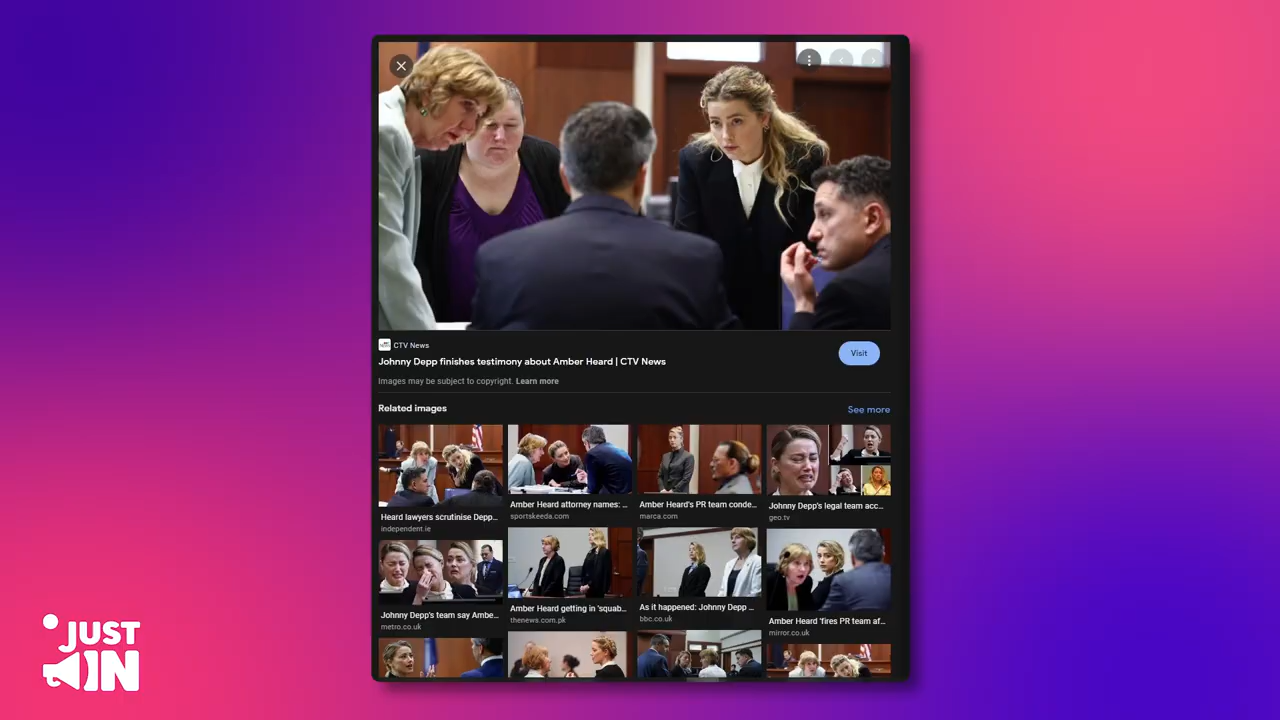 CTV News
Johnny Depp finishes testimony about Amber Heard | CTV News
Visit
Images may be subject to copyright. Learn more
Related images
See more
Heard lawyers scrutinise Depp...
independent.ie
Amber Heard attorney names: ...
sportskeeda.com
Amber Heard's PR team conde...
marca.com
Johnny Depp's legal team acc...
geo.tv
Johnny Depp's team say Ambe...
metro.co.uk
Amber Heard getting in 'squab...
thenews.com.pk
As it happened: Johnny Depp ...
bbc.co.uk
Amber Heard 'fires PR team af...
mirror.co.uk
JUST
IN